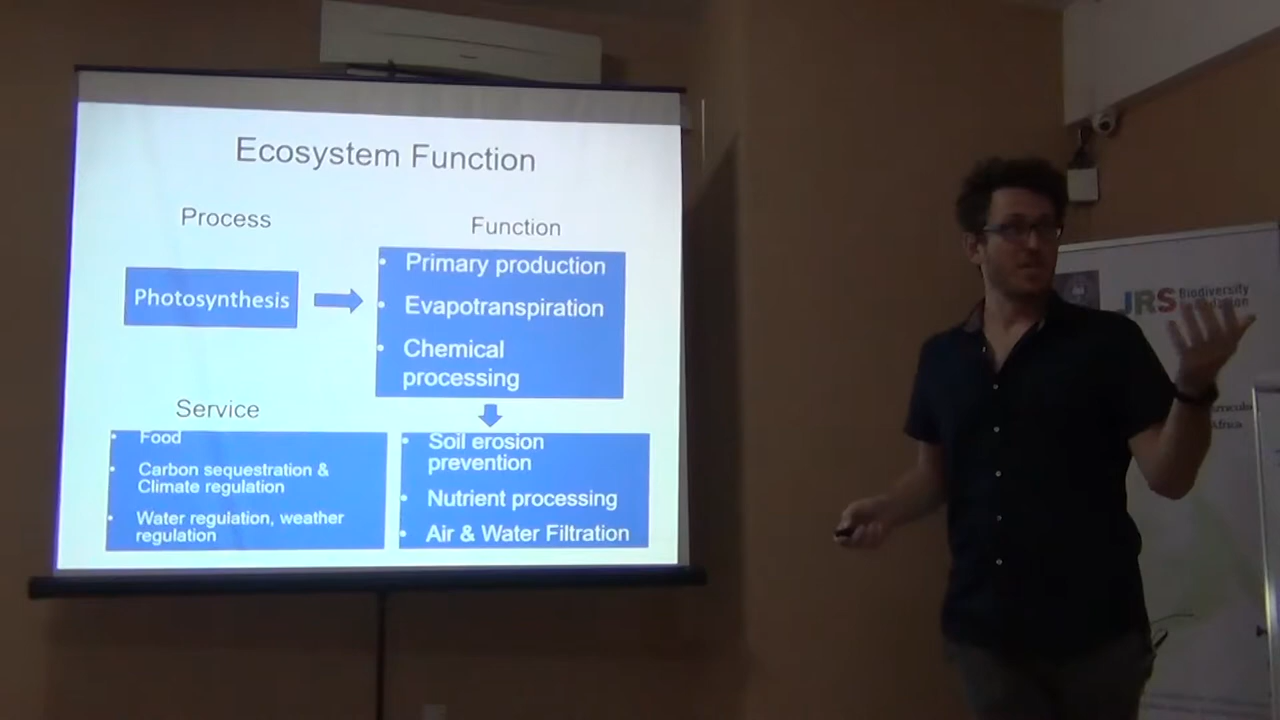 Ecosystem Function
Process
Function
Photosynthesis
• Primary production
• Evapotranspiration
• Chemical
processing
Service
• Food
• Carbon sequestration &
Climate regulation
• Water regulation, weather
regulation
• Soil erosion
prevention
• Nutrient processing
• Air & Water Filtration
JRS Biodiversity
Africa